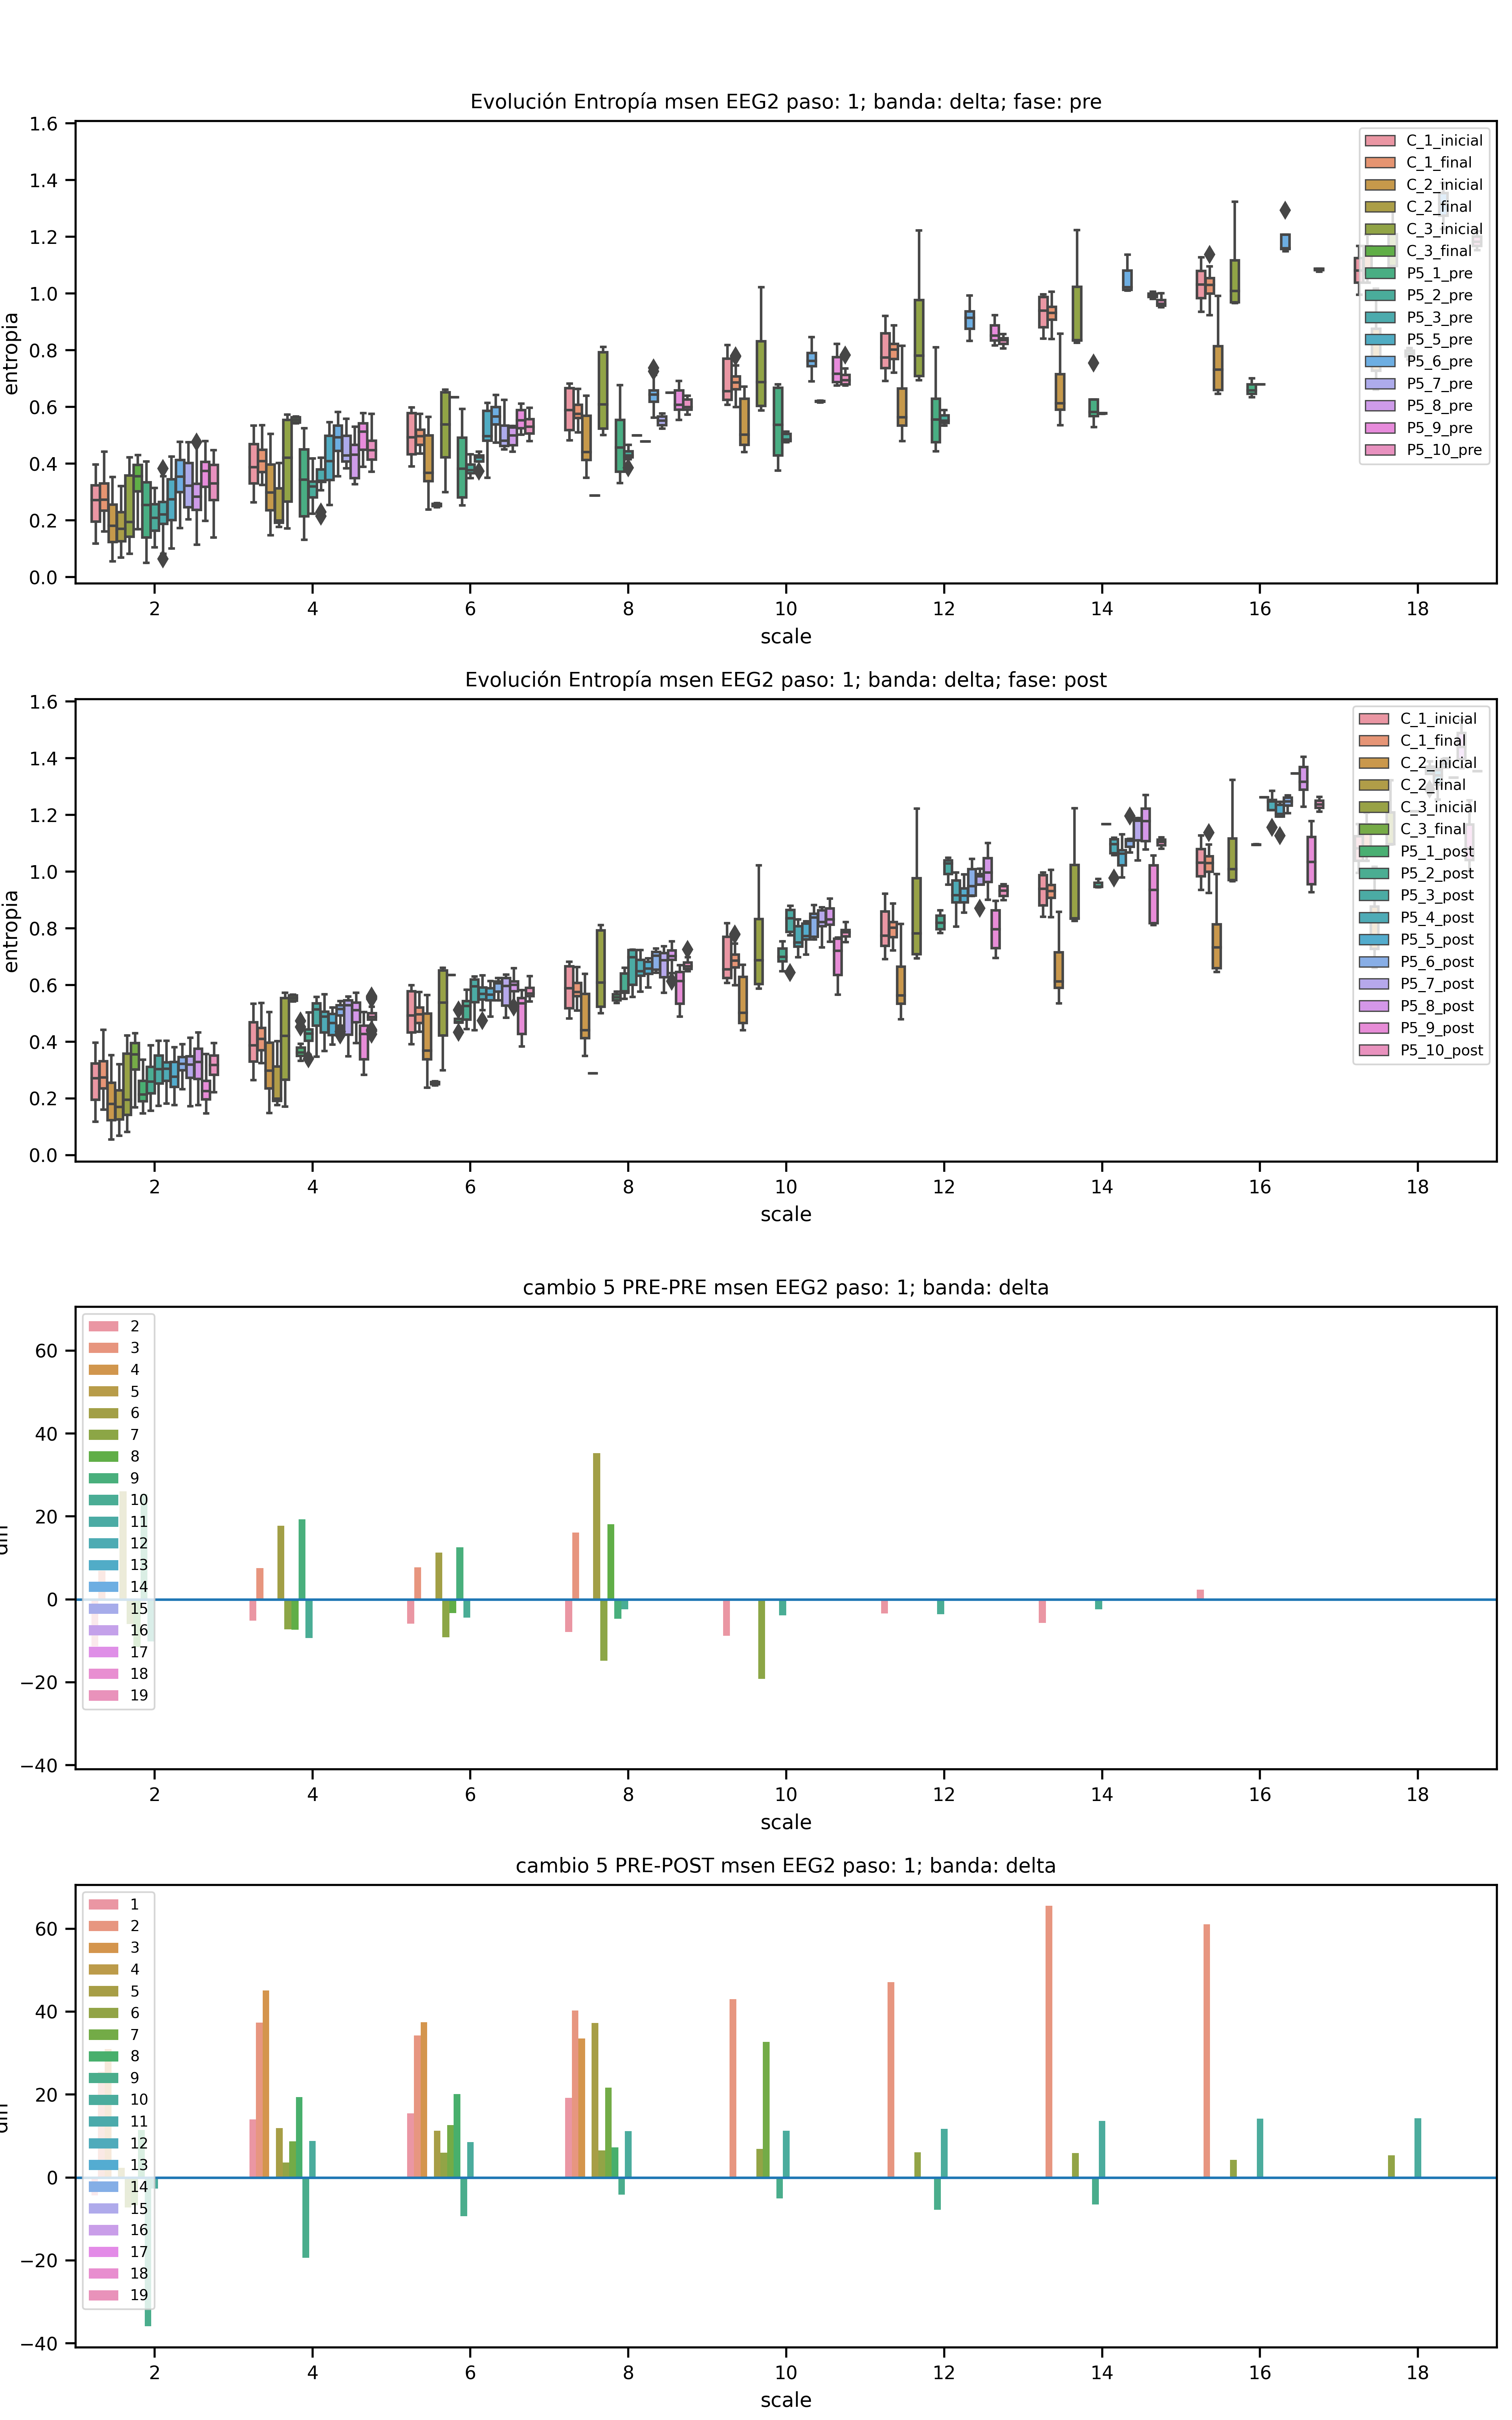 Evolución Entropía msen EEG2 paso: 1; banda: delta; fase: pre
entropia
1.6
1.4
1.2
1.0
0.8
0.6
0.4
0.2
0.0
C_1_inicial
C_1_final
C_2_inicial
C_2_final
C_3_inicial
C_3_final
P5_1_pre
P5_2_pre
P5_3_pre
P5_5_pre
P5_6_pre
P5_7_pre
P5_8_pre
P5_9_pre
P5_10_pre
2 4 6 8 10 12 14 16 18
scale
Evolución Entropía msen EEG2 paso: 1; banda: delta; fase: post
entropia
1.6
1.4
1.2
1.0
0.8
0.6
0.4
0.2
0.0
C_1_inicial
C_1_final
C_2_inicial
C_2_final
C_3_inicial
C_3_final
P5_1_post
P5_2_post
P5_3_post
P5_4_post
P5_5_post
P5_6_post
P5_7_post
P5_8_post
P5_9_post
P5_10_post
2 4 6 8 10 12 14 16 18
scale
cambio 5 PRE-PRE msen EEG2 paso: 1; banda: delta
60
40
20
0
−20
−40
2
3
4
5
6
7
8
9
10
11
12
13
14
15
16
17
18
19
2 4 6 8 10 12 14 16 18
scale
cambio 5 PRE-POST msen EEG2 paso: 1; banda: delta
60
40
20
0
−20
−40
1
2
3
4
5
6
7
8
9
10
11
12
13
14
15
16
17
18
19
2 4 6 8 10 12 14 16 18
scale